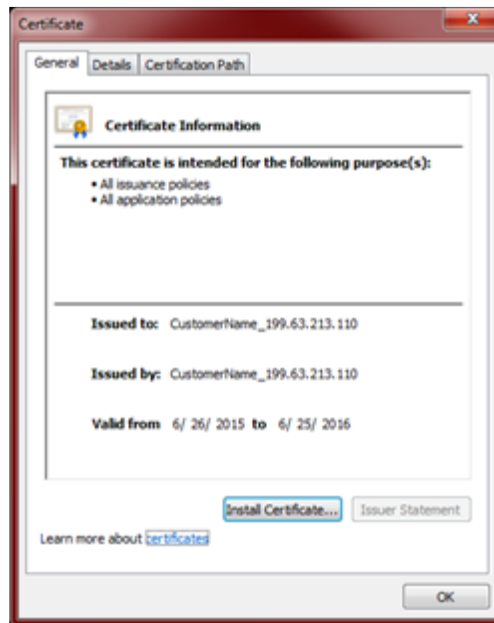 Certificate
General Details Certification Path
Certificate Information
This certificate is intended for the following purpose(s):
• All issuance policies
• All application policies
Issued to: CustomerName_199.63.213.110
Issued by: CustomerName_199.63.213.110
Valid from 6/ 26/ 2015 to 6/ 25/ 2016
Install Certificate... Issuer Statement
Learn more about certificates
OK